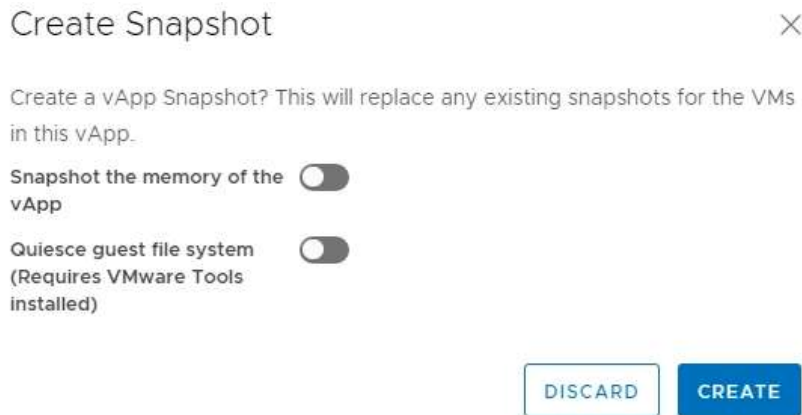 Create Snapshot
Create a vApp Snapshot? This will replace any existing snapshots for the VMs
in this vApp.
Snapshot the memory of the
vApp
Quiesce guest file system
(Requires VMware Tools
installed)
DISCARD
CREATE